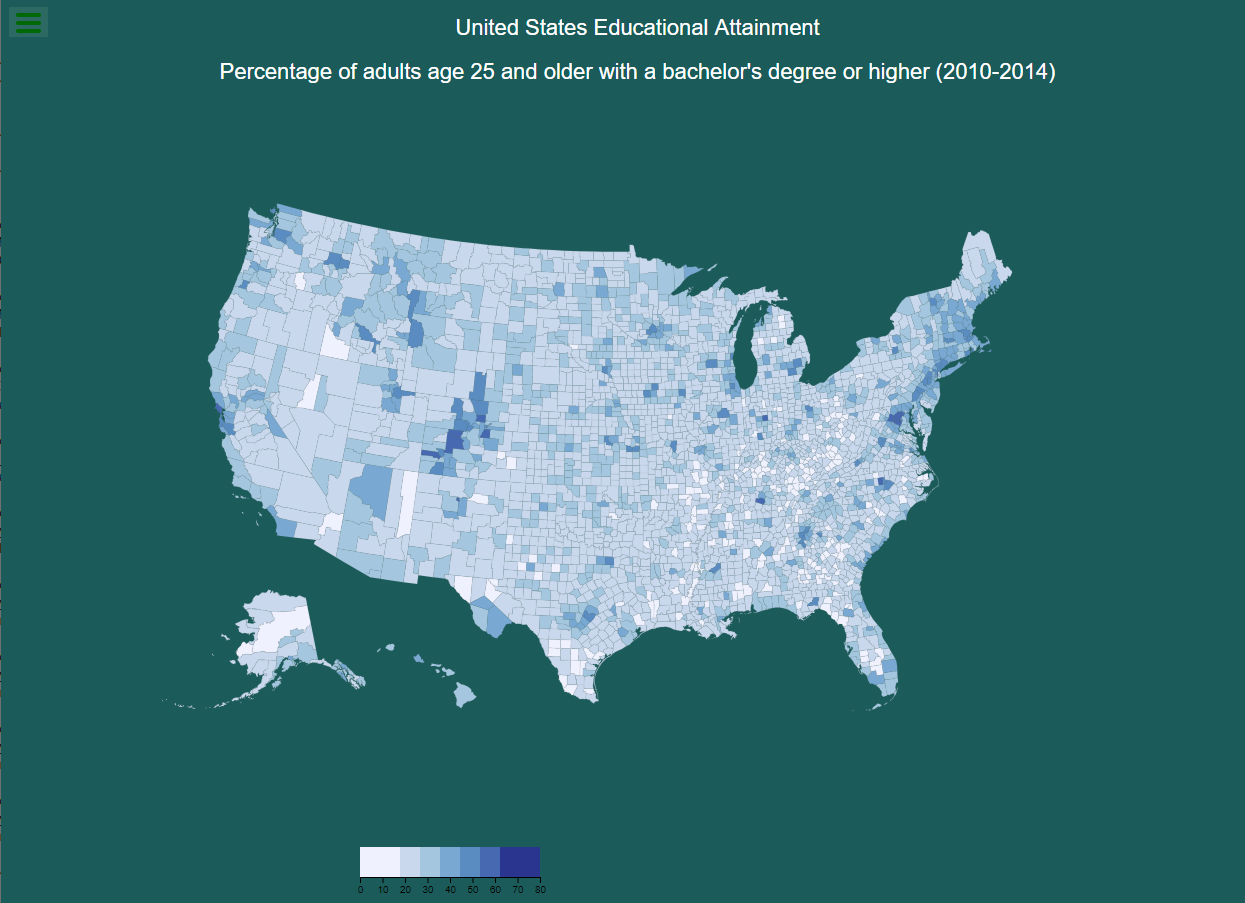 United States Educational Attainment
Percentage of adults age 25 and older with a bachelor's degree or higher (2010-2014)
0 10 20 30 40 50 60 70 80